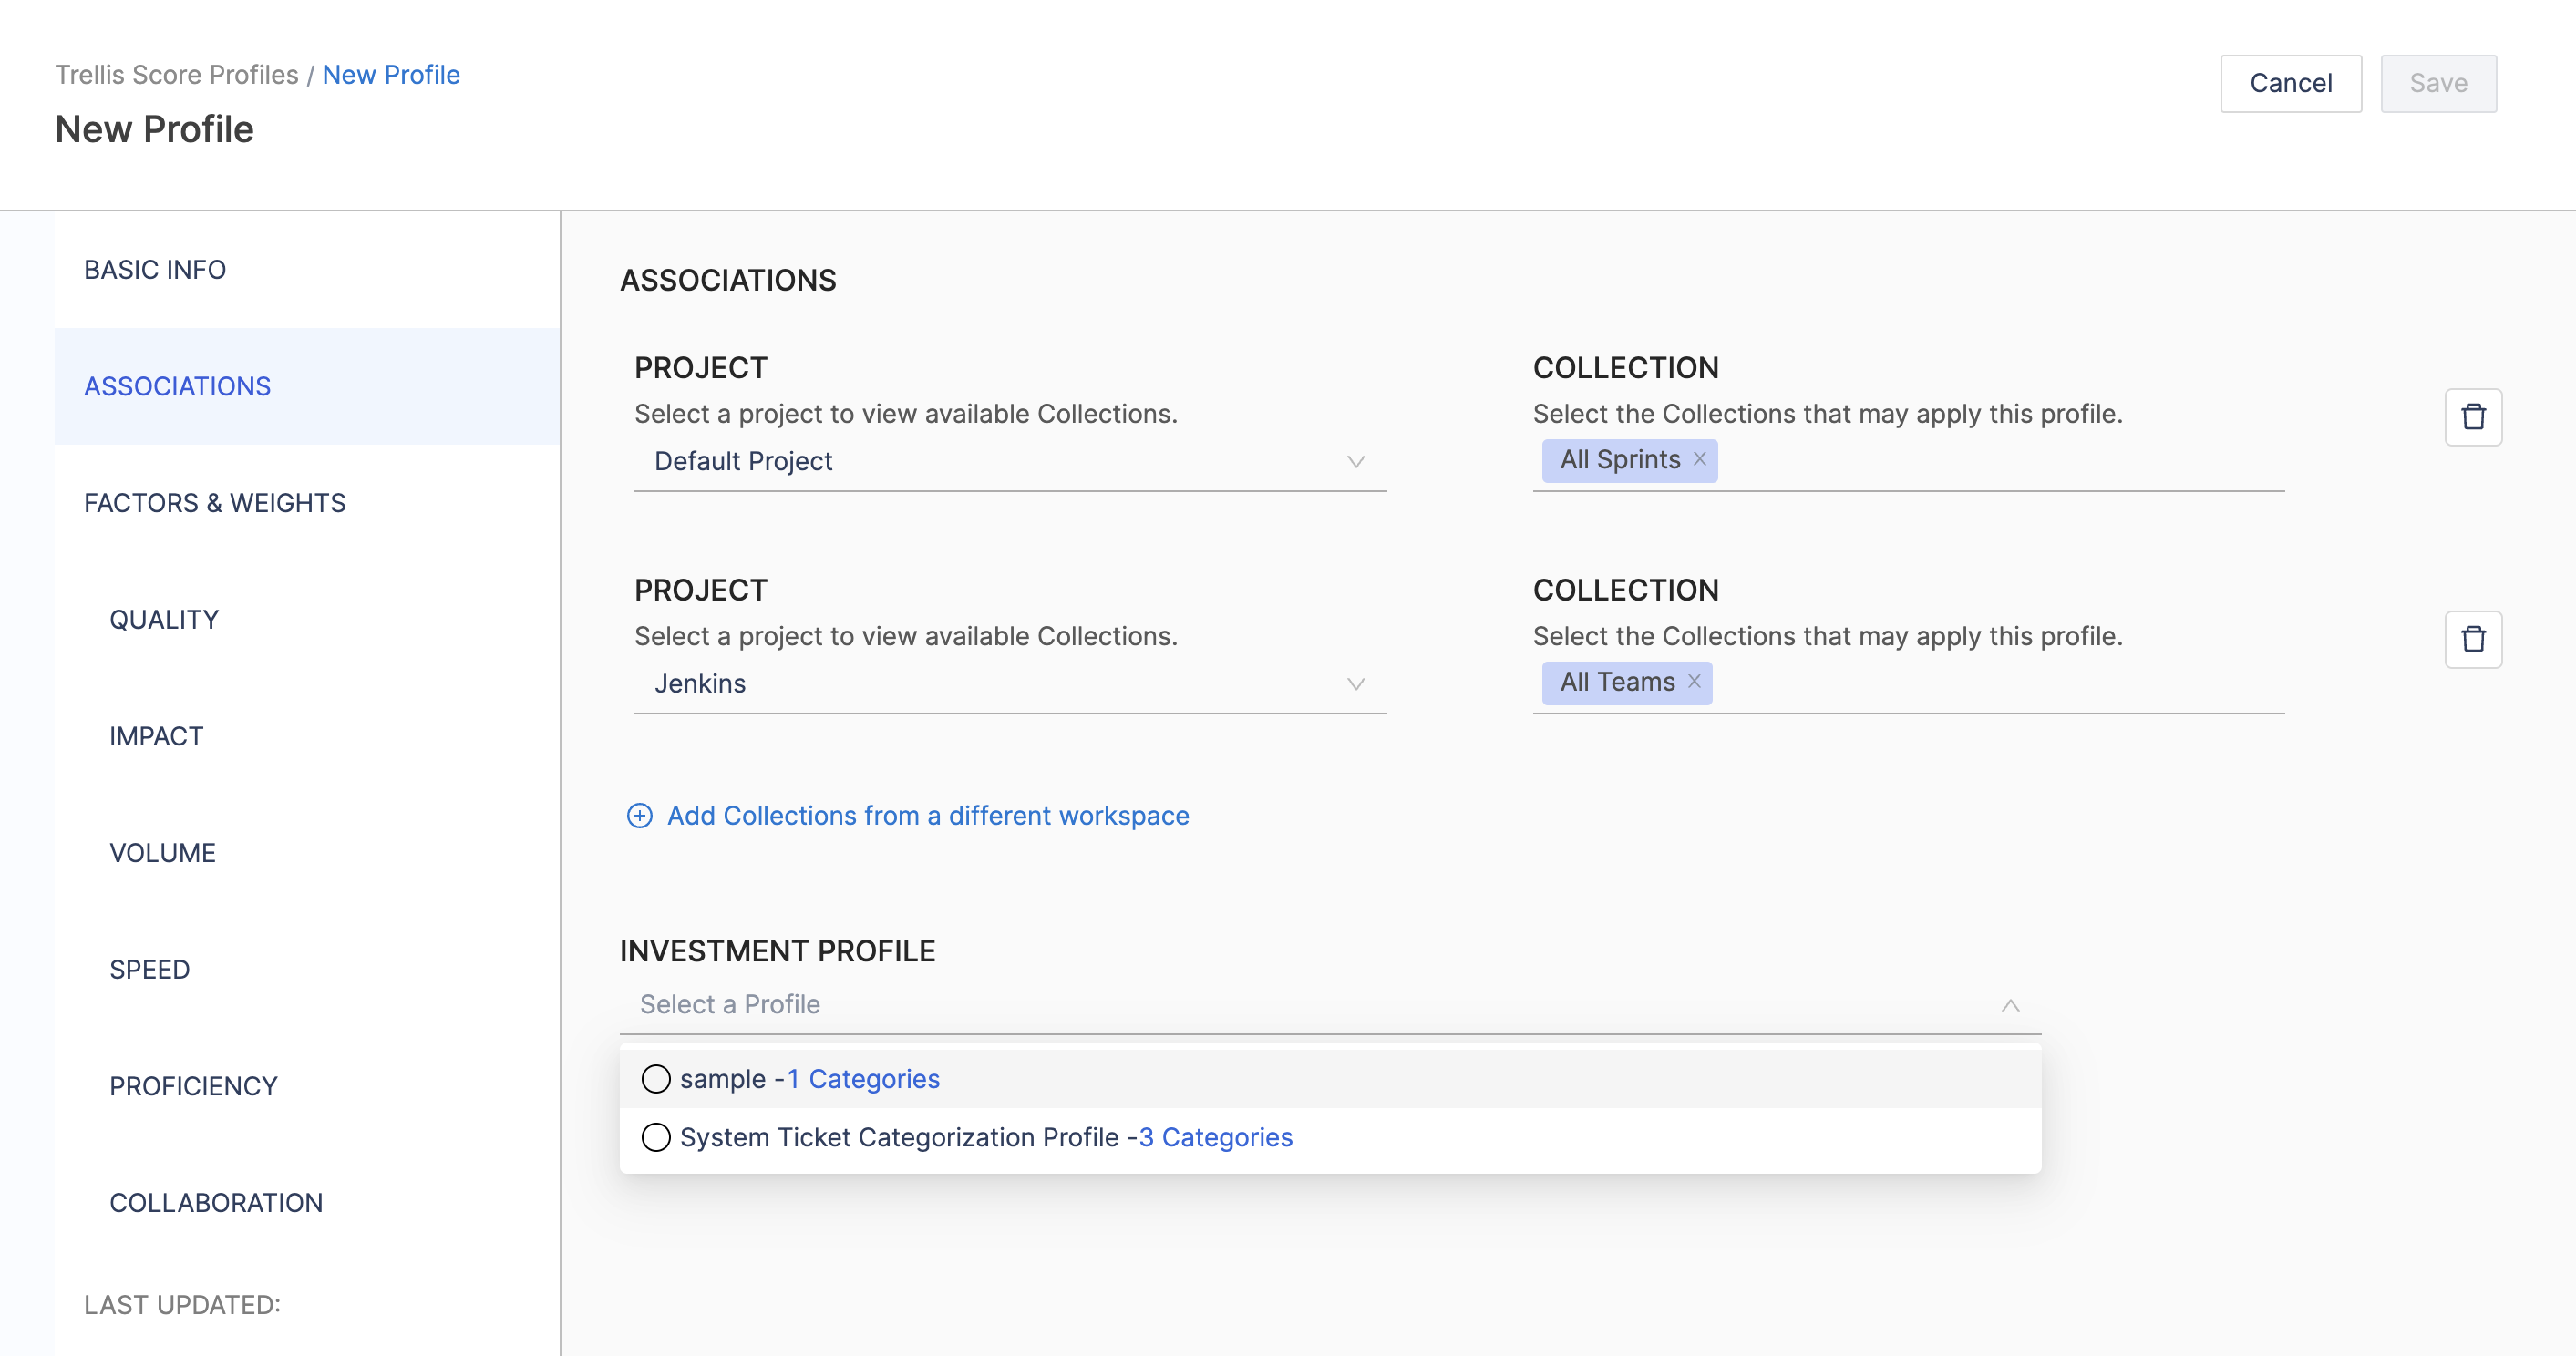 Trellis Score Profiles / New Profile
New Profile
Cancel
Save
BASIC INFO
ASSOCIATIONS
FACTORS & WEIGHTS
QUALITY
IMPACT
VOLUME
SPEED
PROFICIENCY
COLLABORATION
LAST UPDATED:
ASSOCIATIONS
PROJECT
Select a project to view available Collections.
Default Project
COLLECTION
Select the Collections that may apply this profile.
All Sprints
PROJECT
Select a project to view available Collections.
Jenkins
COLLECTION
Select the Collections that may apply this profile.
All Teams
Add Collections from a different workspace
INVESTMENT PROFILE
Select a Profile
sample -1 Categories
System Ticket Categorization Profile -3 Categories